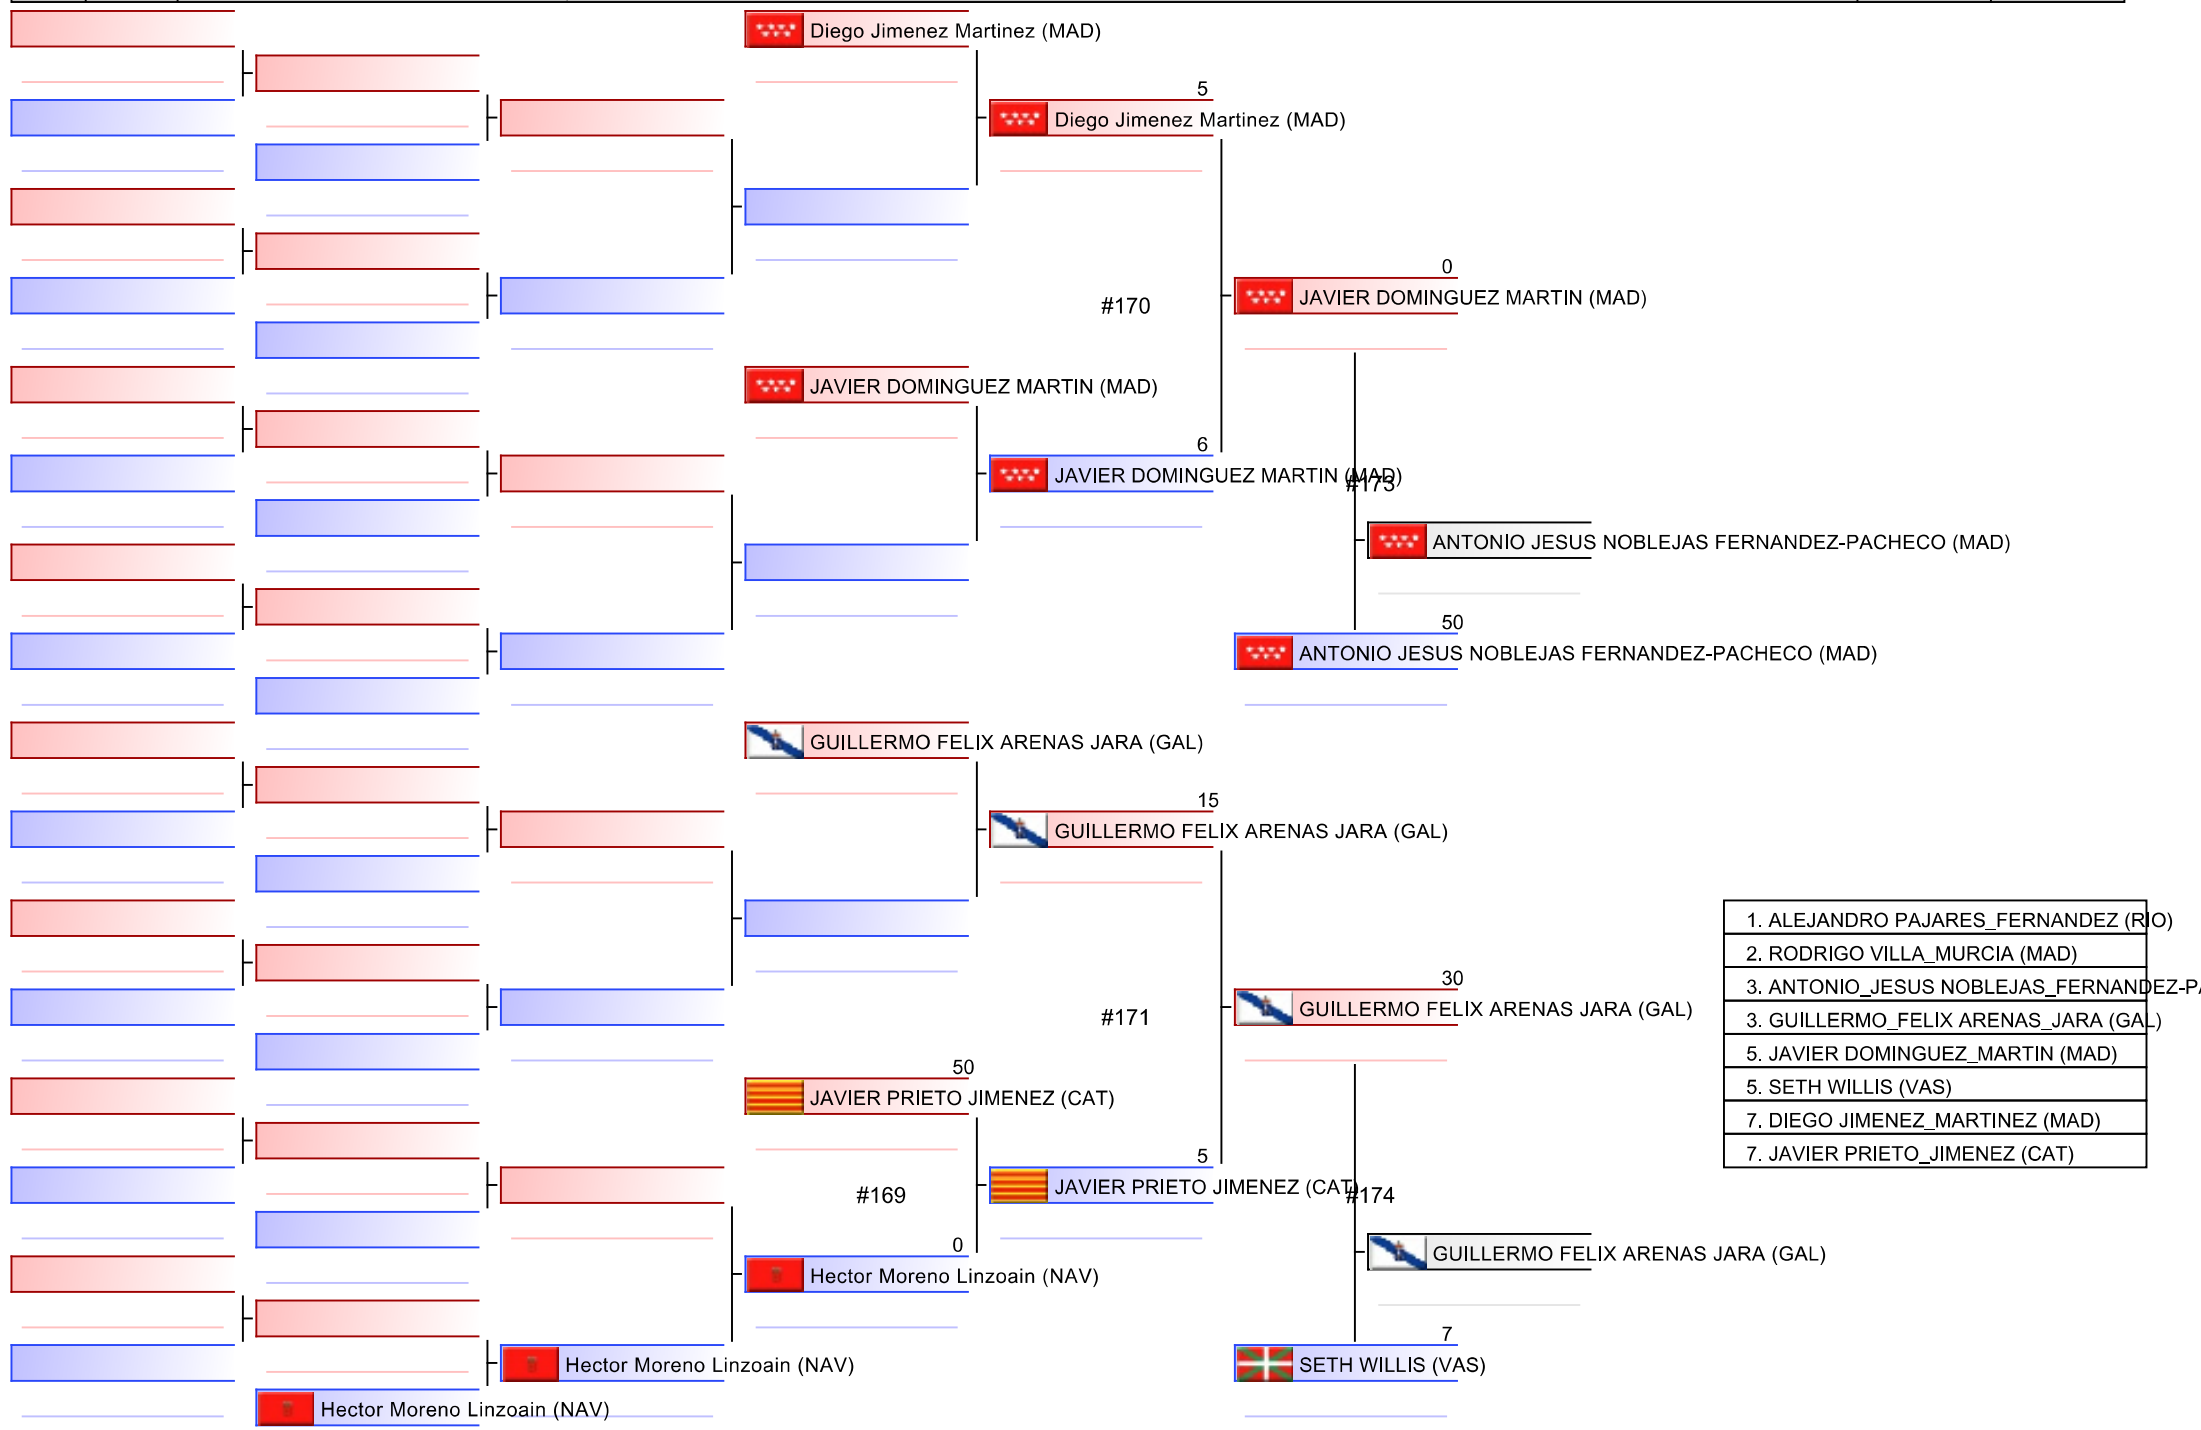 Diego Jimenez Martinez (MAD)
5
Diego Jimenez Martinez (MAD)
0
JAVIER DOMINGUEZ MARTIN (MAD)
#170
JAVIER DOMINGUEZ MARTIN (MAD)
6
JAVIER DOMINGUEZ MARTIN (MAD)
#173
ANTONIO JESUS NOBLEJAS FERNANDEZ-PACHECO (MAD)
50
ANTONIO JESUS NOBLEJAS FERNANDEZ-PACHECO (MAD)
GUILLERMO FELIX ARENAS JARA (GAL)
15
GUILLERMO FELIX ARENAS JARA (GAL)
30
GUILLERMO FELIX ARENAS JARA (GAL)
#171
50
JAVIER PRIETO JIMENEZ (CAT)
5
JAVIER PRIETO JIMENEZ (CAT)
#169
#174
0
Hector Moreno Linzoain (NAV)
GUILLERMO FELIX ARENAS JARA (GAL)
7
Hector Moreno Linzoain (NAV)
SETH WILLIS (VAS)
Hector Moreno Linzoain (NAV)
1. ALEJANDRO PAJARES_FERNANDEZ (RIO)
2. RODRIGO VILLA_MURCIA (MAD)
3. ANTONIO_JESUS NOBLEJAS_FERNANDEZ-PA
3. GUILLERMO_FELIX ARENAS_JARA (GAL)
5. JAVIER DOMINGUEZ_MARTIN (MAD)
5. SETH WILLIS (VAS)
7. DIEGO JIMENEZ_MARTINEZ (MAD)
7. JAVIER PRIETO_JIMENEZ (CAT)